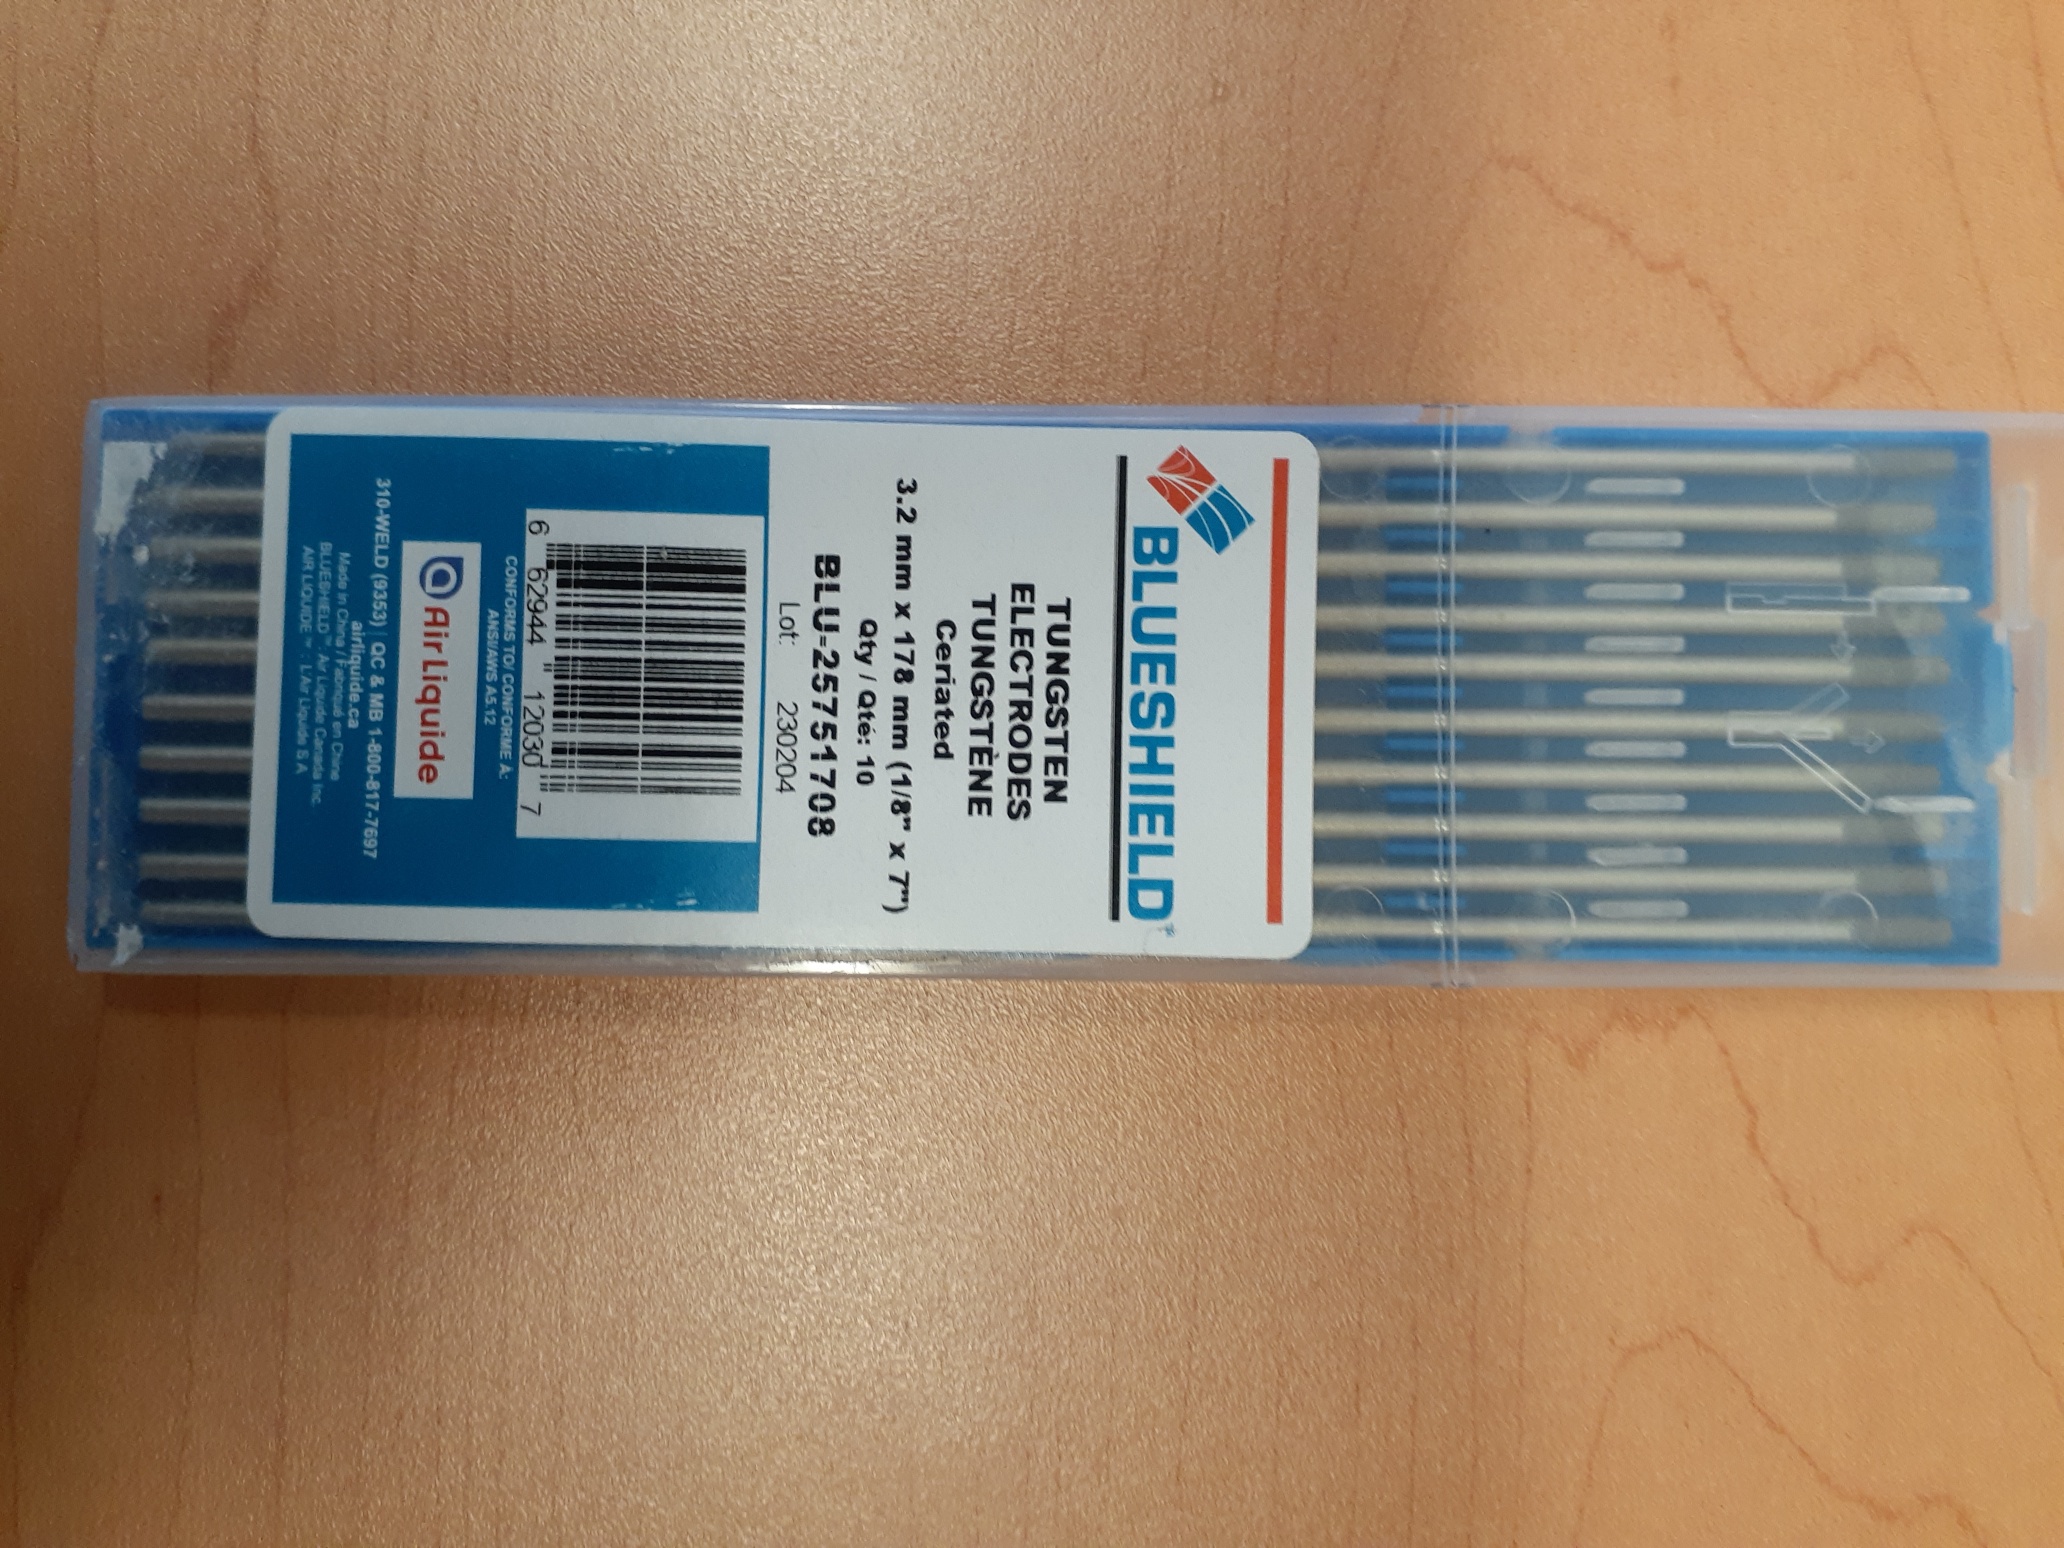 BLUESHIELD™
TUNGSTEN
ELECTRODES
TUNGSTÈNE
Ceriated
3.2 mm x 178 mm (1/8" x 7")
Qty / Qté: 10
BLU-25751708
Lot: 230204
6 62944 12030 7
CONFORMS TO/ CONFORME À:
ANSI/AWS A5.12
Air Liquide
310-WELD (9353) | QC & MB 1-800-817-7697
airliquide.ca
Made in China / Fabriqué en Chine
BLUESHIELD™, Air Liquide Canada Inc.
AIR LIQUIDE™, L'Air Liquide S A